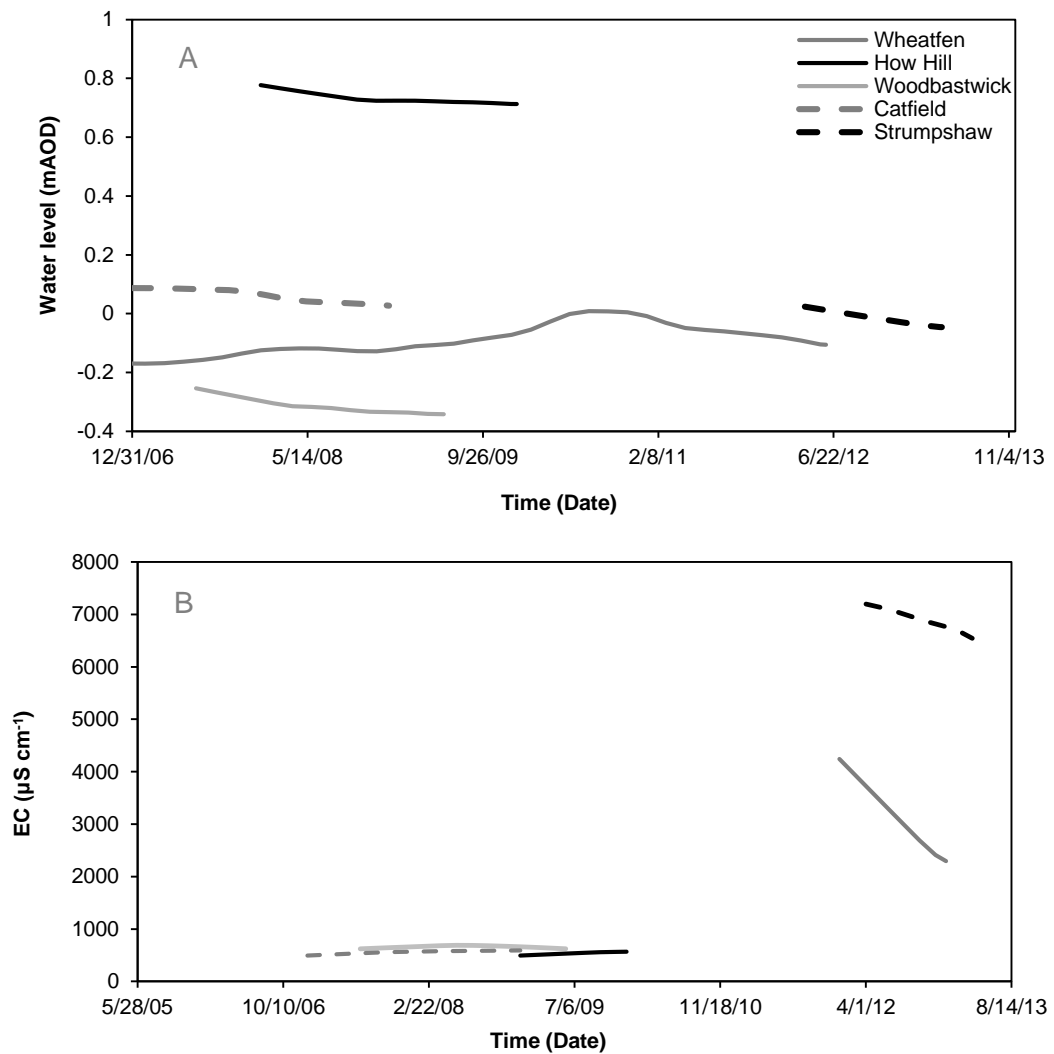 A
1
0.8
0.6
0.4
0.2
0
-0.2
-0.4
Water level (mAOD)
12/31/06 5/14/08 9/26/09 2/8/11 6/22/12 11/4/13
Time (Date)
Wheatfen
How Hill
Woodbastwick
Catfield
Strumpshaw
B
8000
7000
6000
5000
4000
3000
2000
1000
0
EC (µS cm⁻¹)
5/28/05 10/10/06 2/22/08 7/6/09 11/18/10 4/1/12 8/14/13
Time (Date)